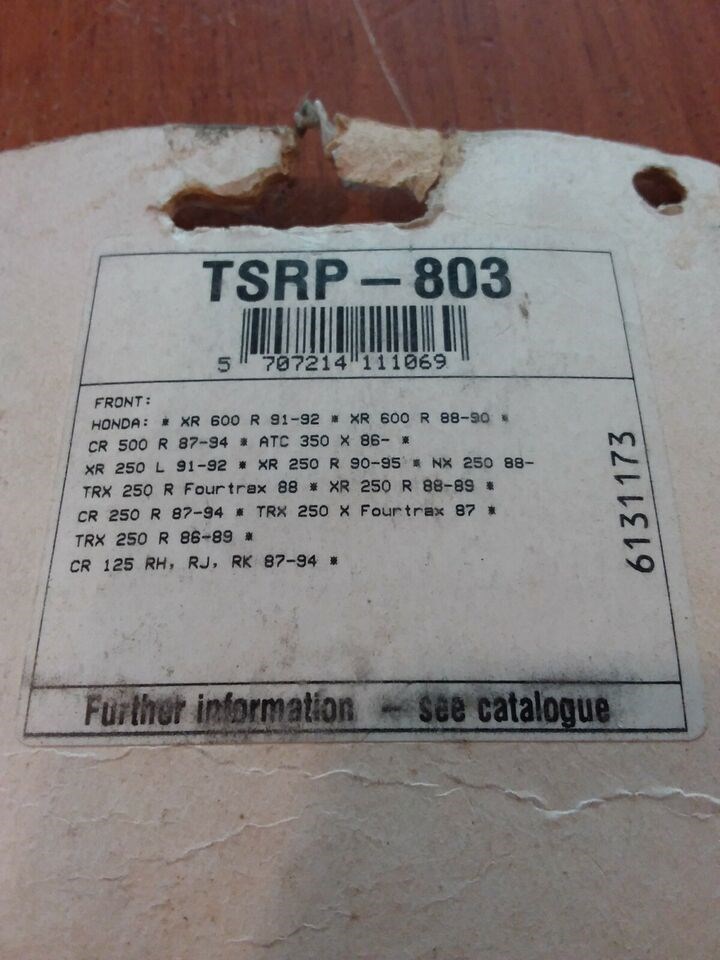 TSRP - 803
5 707214 111069
FRONT:
HONDA: * XR 600 R 91-92 * XR 600 R 88-90 *
CR 500 R 87-94 * ATC 350 X 86- *
XR 250 L 91-92 * XR 250 R 90-95 * NX 250 88-
TRX 250 R Fourtrax 88 * XR 250 R 88-89 *
CR 250 R 87-94 * TRX 250 X Fourtrax 87 *
TRX 250 R 86-89 *
CR 125 RH, RJ, RK 87-94 *
6131173
Further information - see catalogue